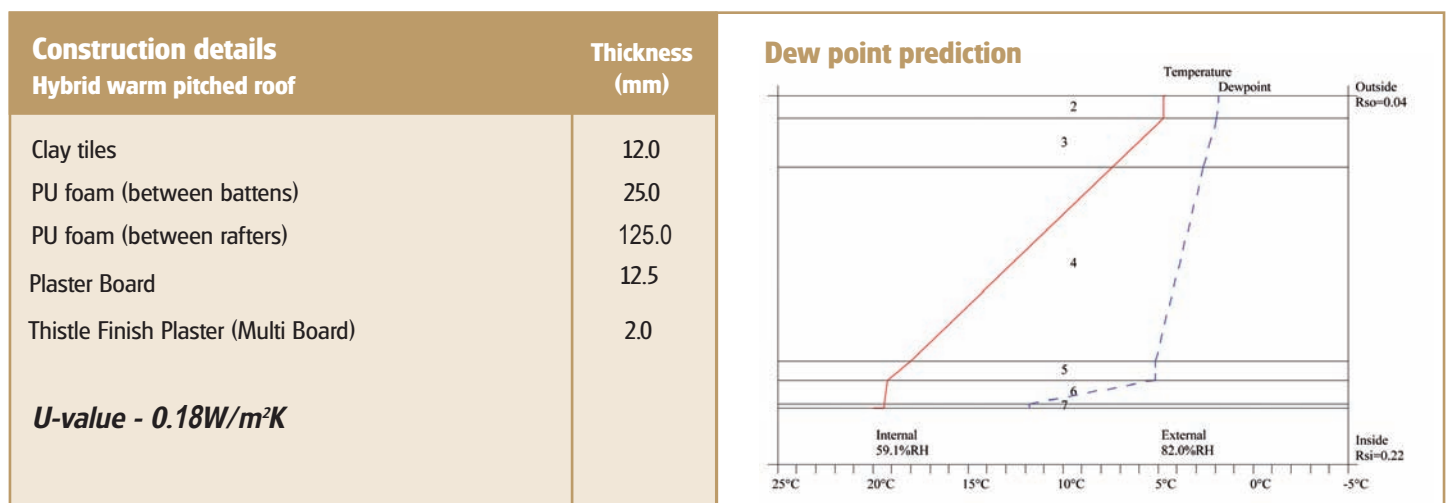 Construction details
Hybrid warm pitched roof
Thickness
(mm)
Clay tiles 12.0
PU foam (between battens) 25.0
PU foam (between rafters) 125.0
Plaster Board 12.5
Thistle Finish Plaster (Multi Board) 2.0
U-value - 0.18W/m²K
Dew point prediction
Temperature
Dewpoint
Outside
Rso=0.04
2
3
4
5
6
7
Internal
59.1%RH
External
82.0%RH
Inside
Rsi=0.22
25°C 20°C 15°C 10°C 5°C 0°C -5°C